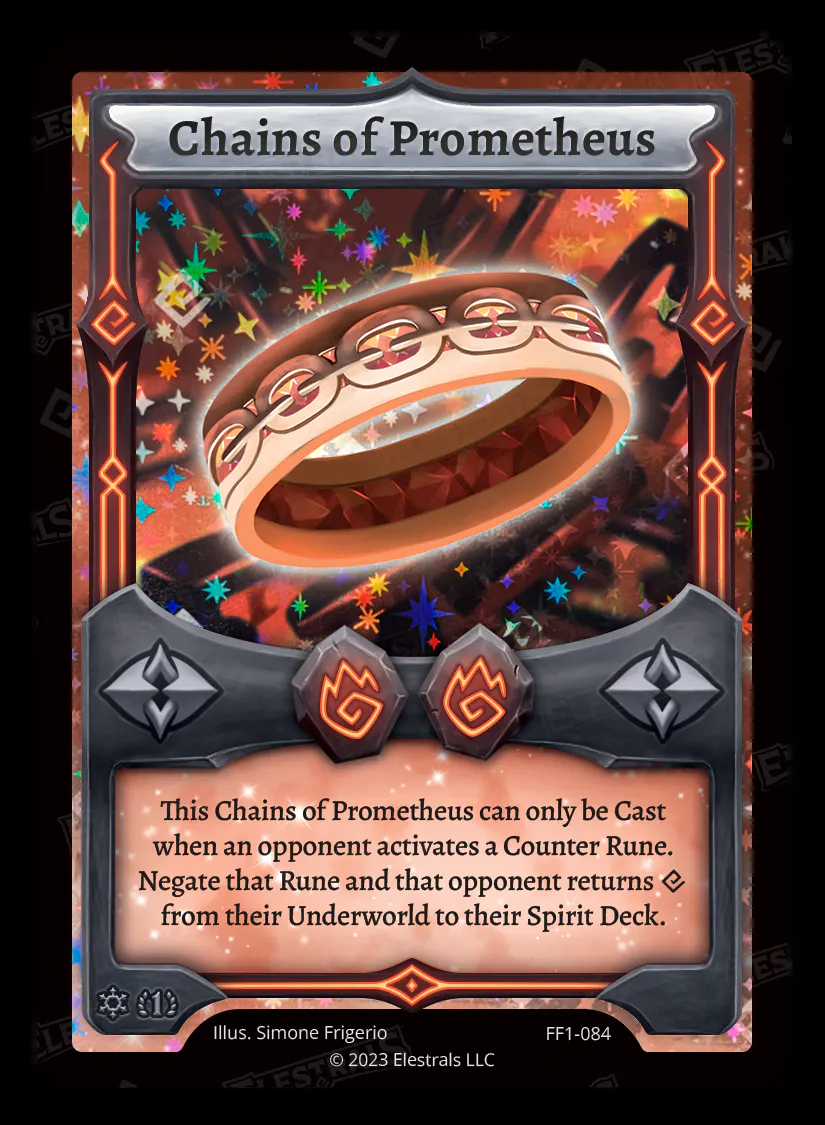 Chains of Prometheus
This Chains of Prometheus can only be Cast
when an opponent activates a Counter Rune.
Negate that Rune and that opponent returns
from their Underworld to their Spirit Deck.
1
Illus. Simone Frigerio
FF1-084
© 2023 Elestrals LLC